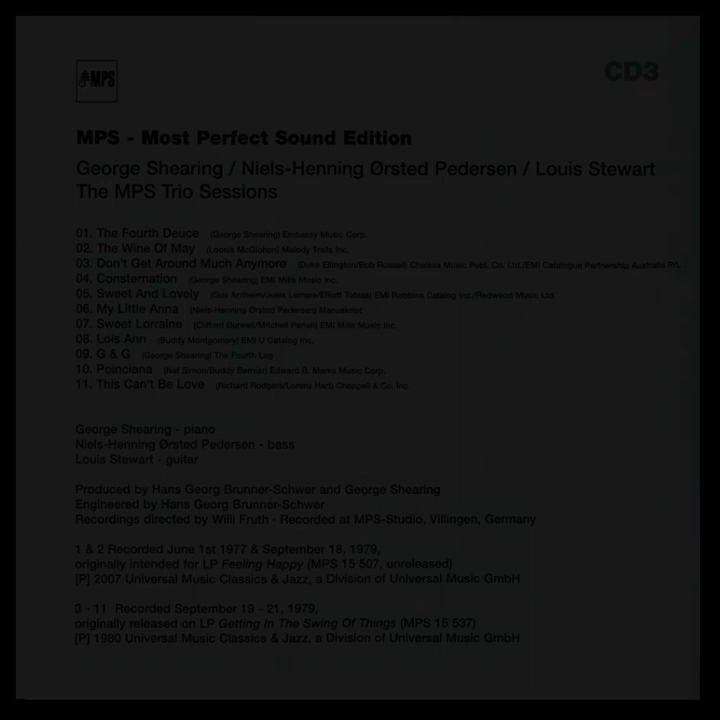 MPS
CD3
MPS - Most Perfect Sound Edition
George Shearing / Niels-Henning Ørsted Pedersen / Louis Stewart
The MPS Trio Sessions
01. The Fourth Deuce (George Shearing) Embassy Music Corp.
02. The Wine Of May (Loonis McGlohon) Melody Trails Inc.
03. Don't Get Around Much Anymore (Duke Ellington/Bob Russell) Chelsea Music Publ. Co. Ltd./EMI Catalogue Partnership Australia P/L
04. Consternation (George Shearing) EMI Mills Music Inc.
05. Sweet And Lovely (Gus Arnheim/Jules Lemare/Elliott Tobias) EMI Robbins Catalog Inc./Redwood Music Ltd.
06. My Little Anna (Niels-Henning Ørsted Pedersen) Manuskript
07. Sweet Lorraine (Clifford Burwell/Mitchell Parish) EMI Mills Music Inc.
08. Lois Ann (Buddy Montgomery) EMI U Catalog Inc.
09. G & G (George Shearing) The Fourth Leg
10. Poinciana (Nat Simon/Buddy Bernier) Edward B. Marks Music Corp.
11. This Can't Be Love (Richard Rodgers/Lorenz Hart) Chappell & Co. Inc.
George Shearing - piano
Niels-Henning Ørsted Pedersen - bass
Louis Stewart - guitar
Produced by Hans Georg Brunner-Schwer and George Shearing
Engineered by Hans Georg Brunner-Schwer
Recordings directed by Willi Fruth · Recorded at MPS-Studio, Villingen, Germany
1 & 2 Recorded June 1st 1977 & September 18, 1979,
originally intended for LP Feeling Happy (MPS 15 507, unreleased)
[P] 2007 Universal Music Classics & Jazz, a Division of Universal Music GmbH
3 - 11 Recorded September 19 - 21, 1979,
originally released on LP Getting In The Swing Of Things (MPS 15 537)
[P] 1980 Universal Music Classics & Jazz, a Division of Universal Music GmbH